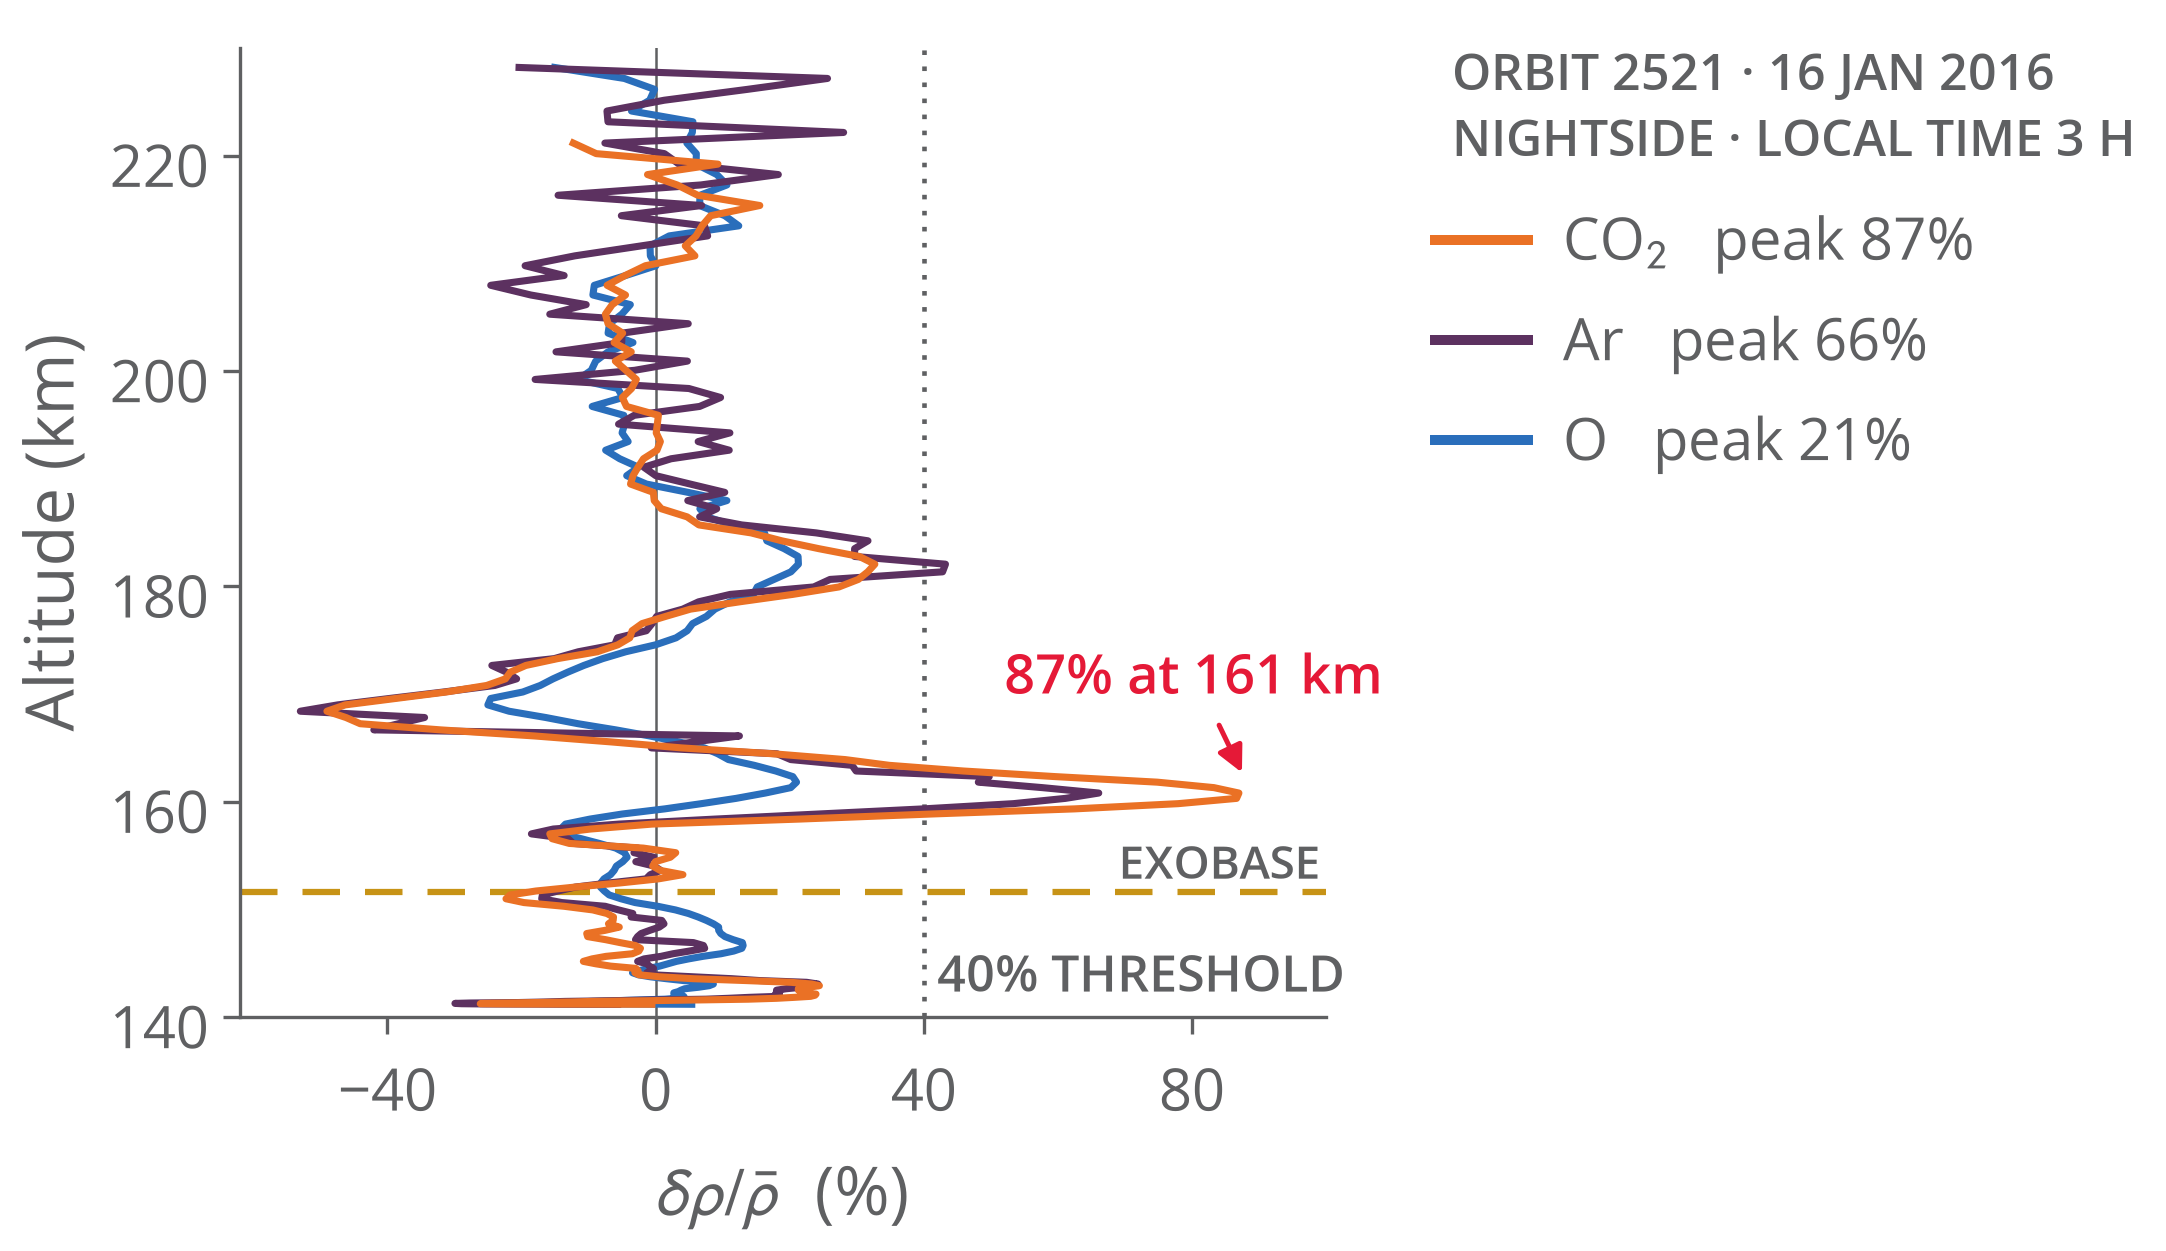 ORBIT 2521 · 16 JAN 2016
NIGHTSIDE · LOCAL TIME 3 H
CO₂ peak 87%
Ar peak 66%
O peak 21%
Altitude (km)
220
200
180
160
140
87% at 161 km
EXOBASE
40% THRESHOLD
−40 0 40 80
δρ/ρ̄ (%)